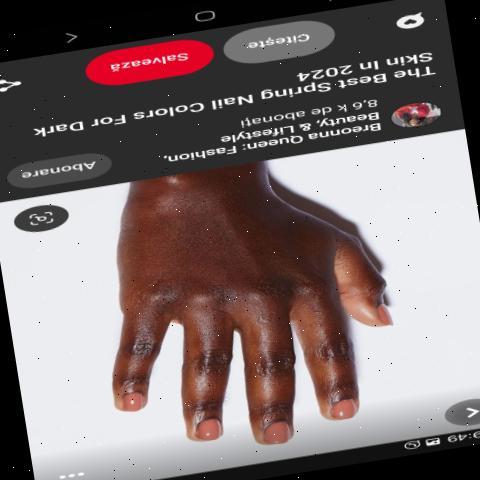 9:49
Breonna Queen: Fashion,
Beauty, & Lifestyle
8,6 k de abonați
Abonare
The Best Spring Nail Colors For Dark
Skin In 2024
Citește
Salvează